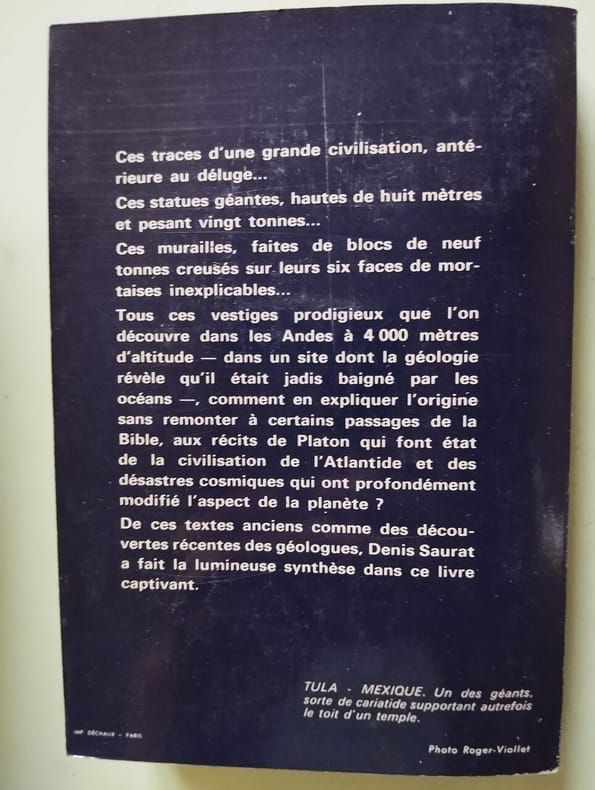 Ces traces d'une grande civilisation, anté-
rieure au déluge...
Ces statues géantes, hautes de huit mètres
et pesant vingt tonnes...
Ces murailles, faites de blocs de neuf
tonnes creusés sur leurs six faces de mor-
taises inexplicables...
Tous ces vestiges prodigieux que l'on
découvre dans les Andes à 4 000 mètres
d'altitude — dans un site dont la géologie
révèle qu'il était jadis baigné par les
océans —, comment en expliquer l'origine
sans remonter à certains passages de la
Bible, aux récits de Platon qui font état
de la civilisation de l'Atlantide et des
désastres cosmiques qui ont profondément
modifié l'aspect de la planète ?
De ces textes anciens comme des décou-
vertes récentes des géologues, Denis Saurat
a fait la lumineuse synthèse dans ce livre
captivant.
TULA - MEXIQUE. Un des géants,
sorte de cariatide supportant autrefois
le toit d'un temple.
IMP DÉCHAUX - PARIS
Photo Roger-Viollet